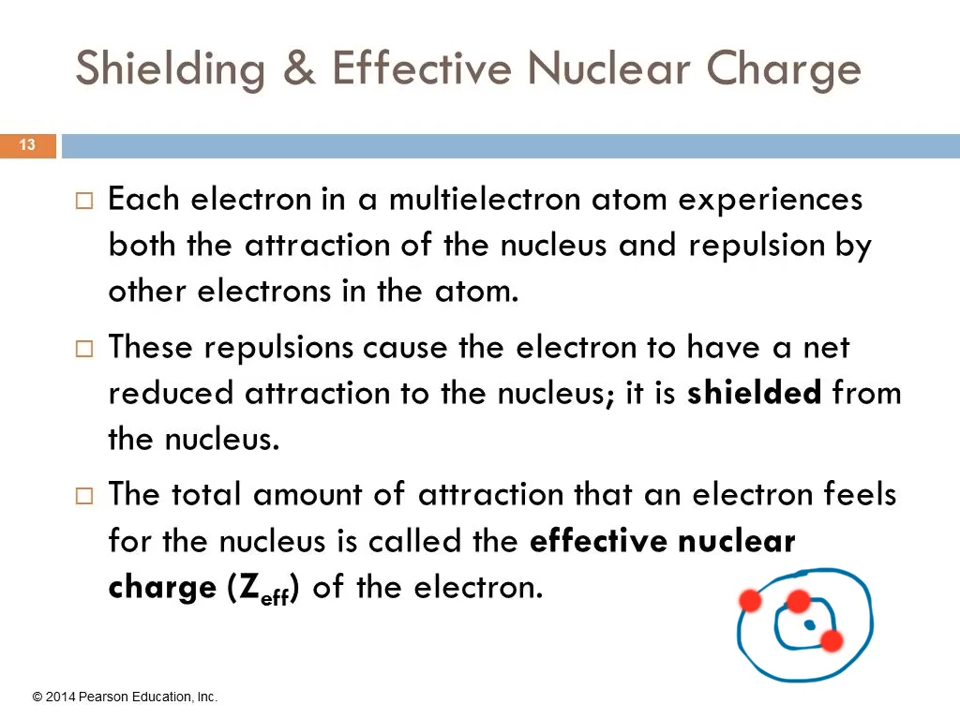 Shielding & Effective Nuclear Charge
13
Each electron in a multielectron atom experiences
both the attraction of the nucleus and repulsion by
other electrons in the atom.
These repulsions cause the electron to have a net
reduced attraction to the nucleus; it is shielded from
the nucleus.
The total amount of attraction that an electron feels
for the nucleus is called the effective nuclear
charge (Zeff) of the electron.
© 2014 Pearson Education, Inc.